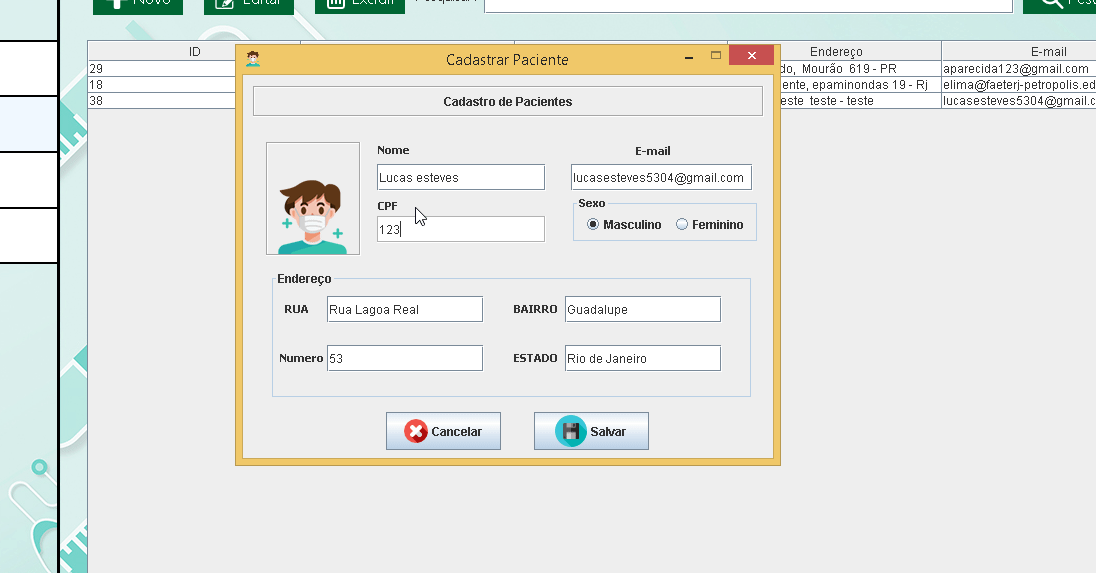 Novo Editar Excluir Pesquisar:
ID Endereço E-mail
29 do, Mourão 619 - PR aparecida123@gmail.com
18 ente, epaminondas 19 - Rj elima@faeterj-petropolis.ed
38 este teste - teste lucasesteves5304@gmail.c
Cadastrar Paciente
Cadastro de Pacientes
Nome E-mail
Lucas esteves lucasesteves5304@gmail.com
CPF Sexo
123 Masculino Feminino
Endereço
RUA Rua Lagoa Real BAIRRO Guadalupe
Numero 53 ESTADO Rio de Janeiro
Cancelar Salvar